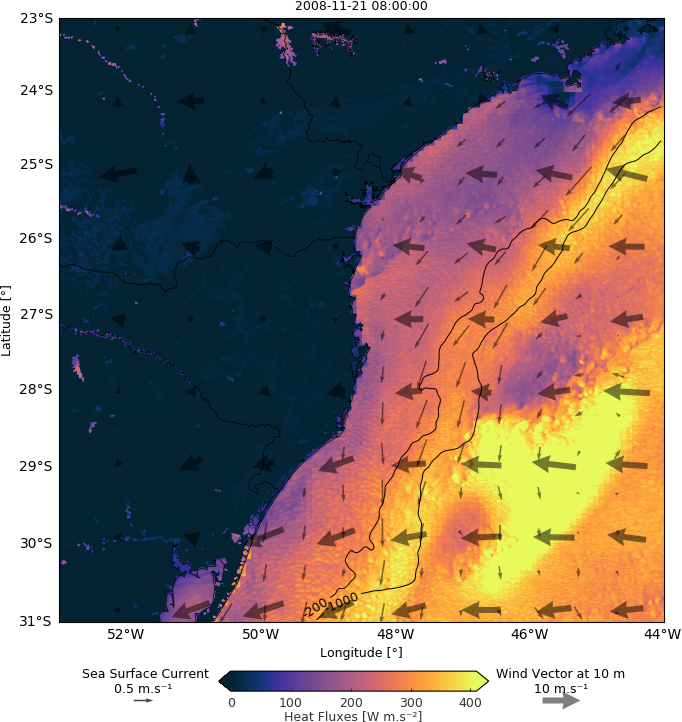 2008-11-21 08:00:00
23°S
24°S
25°S
26°S
27°S
28°S
29°S
30°S
31°S
Latitude [°]
-200
-1000
52°W 50°W 48°W 46°W 44°W
Longitude [°]
Sea Surface Current
0.5 m.s⁻¹
Wind Vector at 10 m
10 m.s⁻¹
0 100 200 300 400
Heat Fluxes [W m.s⁻²]